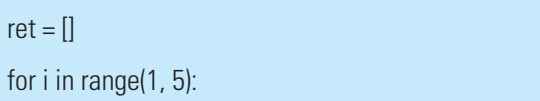 ret = []
for i in range(1, 5):